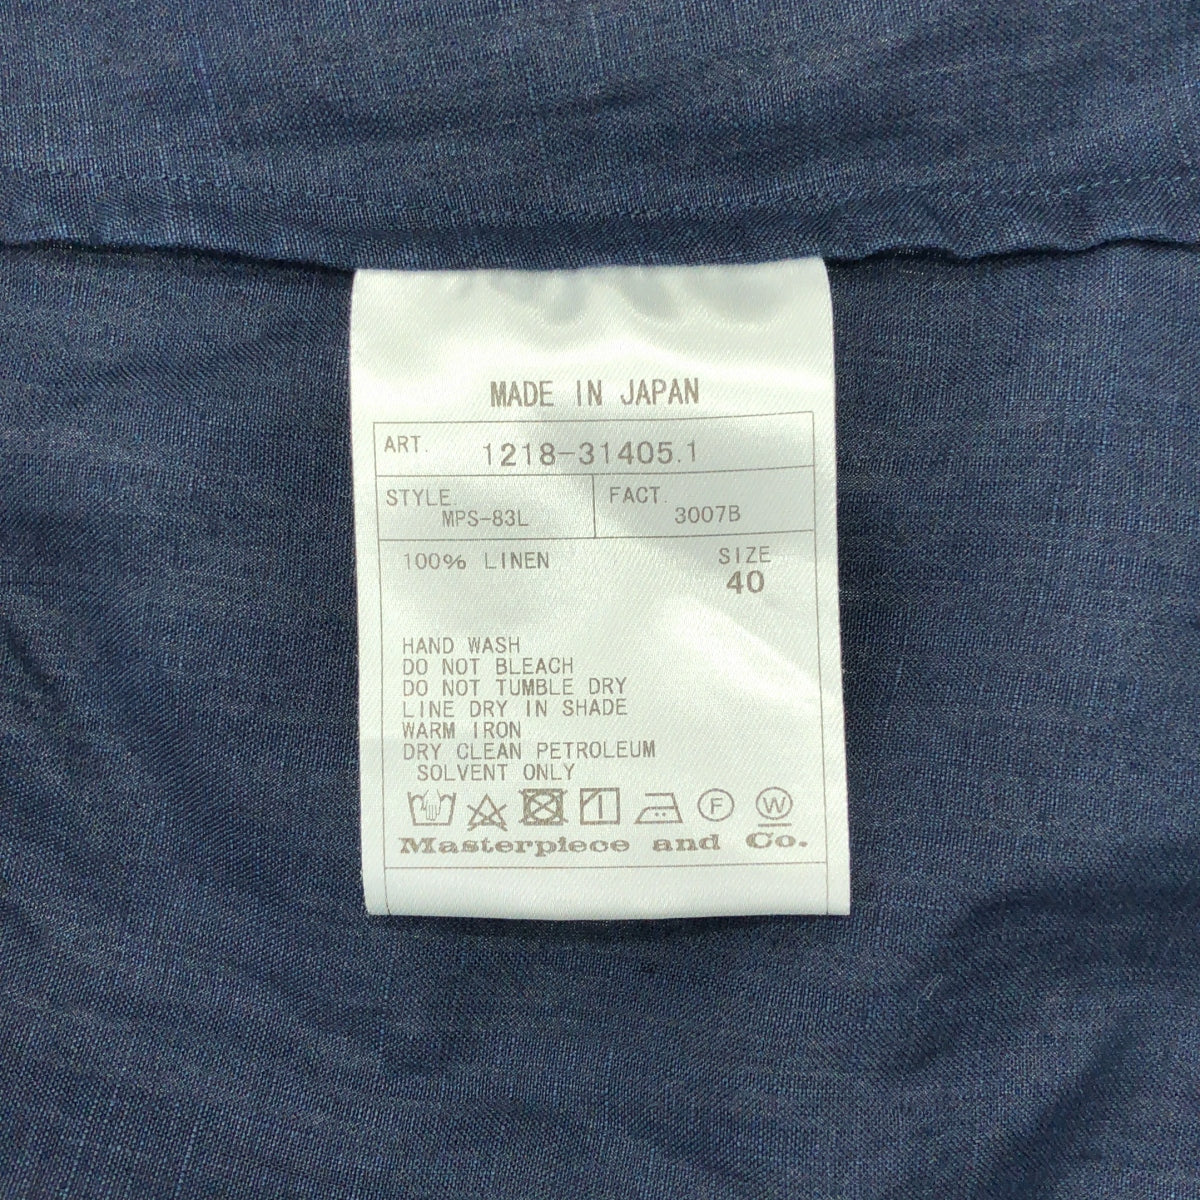 MADE IN JAPAN
ART. 1218-31405.1
STYLE. FACT.
MPS-83L 3007B
100% LINEN SIZE
40
HAND WASH
DO NOT BLEACH
DO NOT TUMBLE DRY
LINE DRY IN SHADE
WARM IRON
DRY CLEAN PETROLEUM
SOLVENT ONLY
F W
Masterpiece and Co.